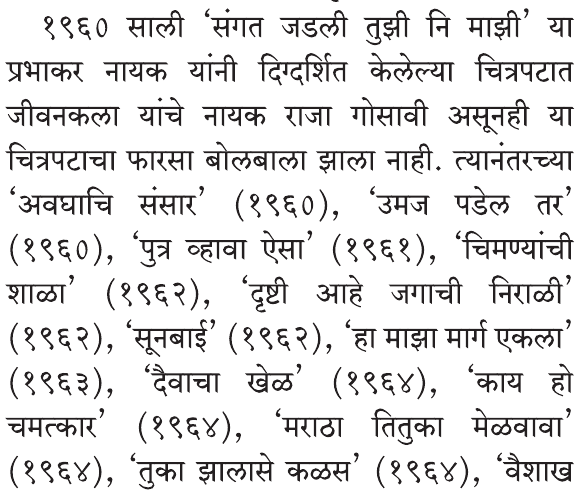 १९६० साली ‘संगत जडली तुझी नि माझी’ या
प्रभाकर नायक यांनी दिग्दर्शित केलेल्या चित्रपटात
जीवनकला यांचे नायक राजा गोसावी असूनही या
चित्रपटाचा फारसा बोलबाला झाला नाही. त्यानंतरच्या
‘अवघाचि संसार’ (१९६०), ‘उमज पडेल तर’
(१९६०), ‘पुत्र व्हावा ऐसा’ (१९६१), ‘चिमण्यांची
शाळा’ (१९६२), ‘दृष्टी आहे जगाची निराळी’
(१९६२), ‘सूनबाई’ (१९६२), ‘हा माझा मार्ग एकला’
(१९६३), ‘दैवाचा खेळ’ (१९६४), ‘काय हो
चमत्कार’ (१९६४), ‘मराठा तितुका मेळवावा’
(१९६४), ‘तुका झालासे कळस’ (१९६४), ‘वैशाख